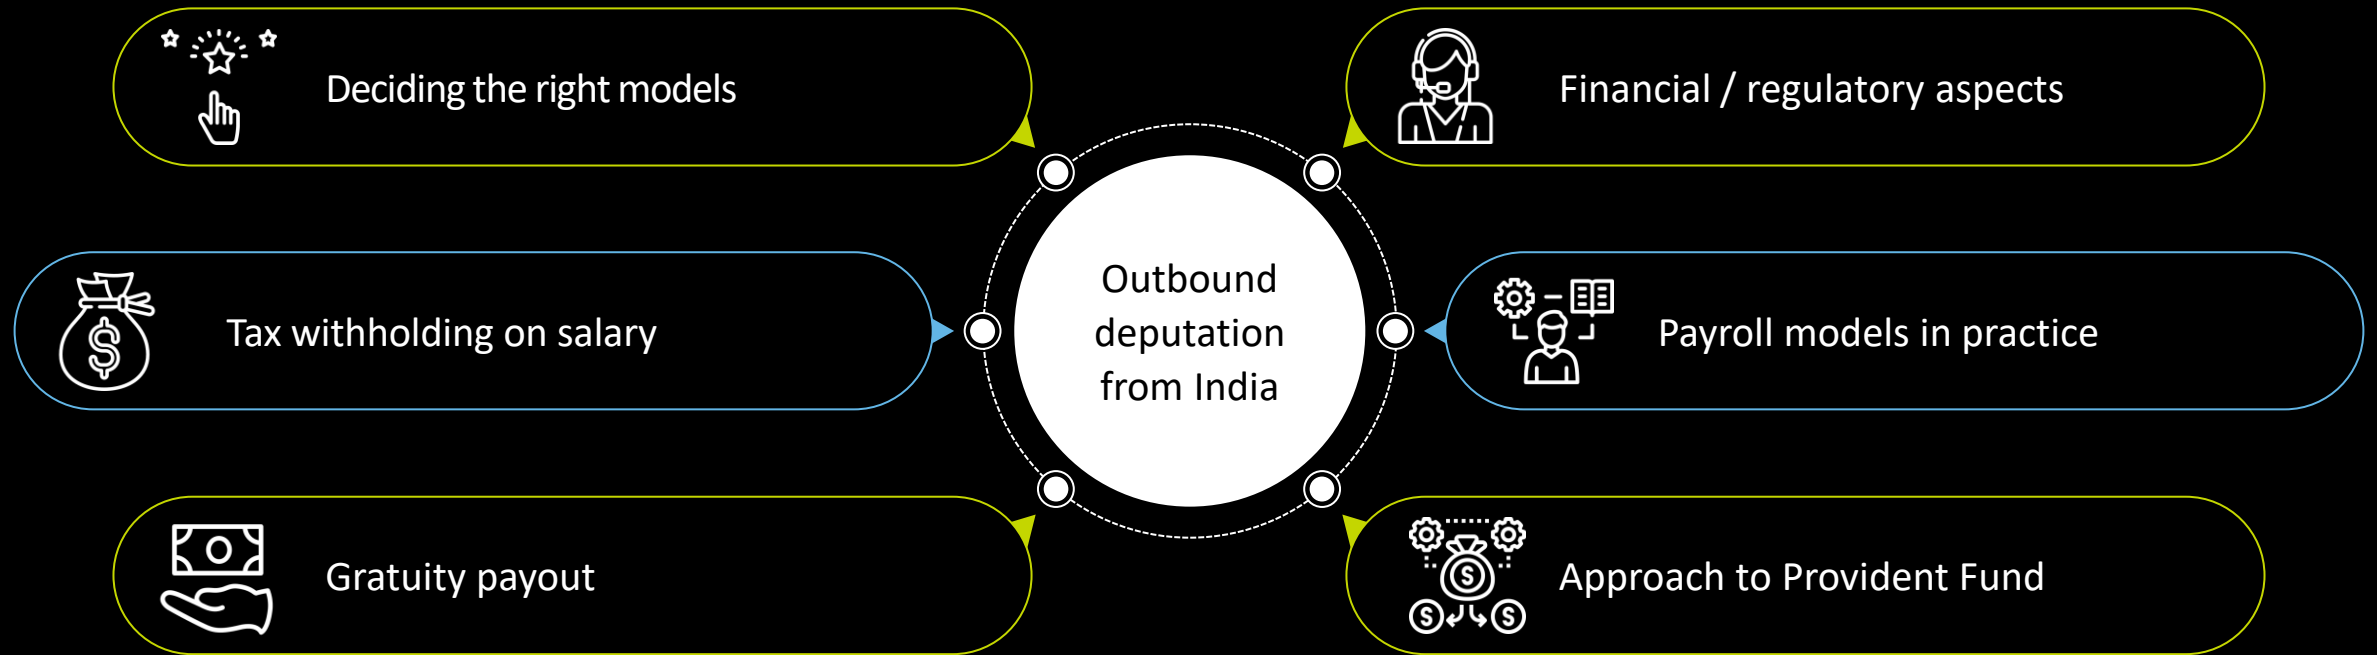 Deciding the right models
Financial / regulatory aspects
Tax withholding on salary
Outbound
deputation
from India
Payroll models in practice
Gratuity payout
Approach to Provident Fund